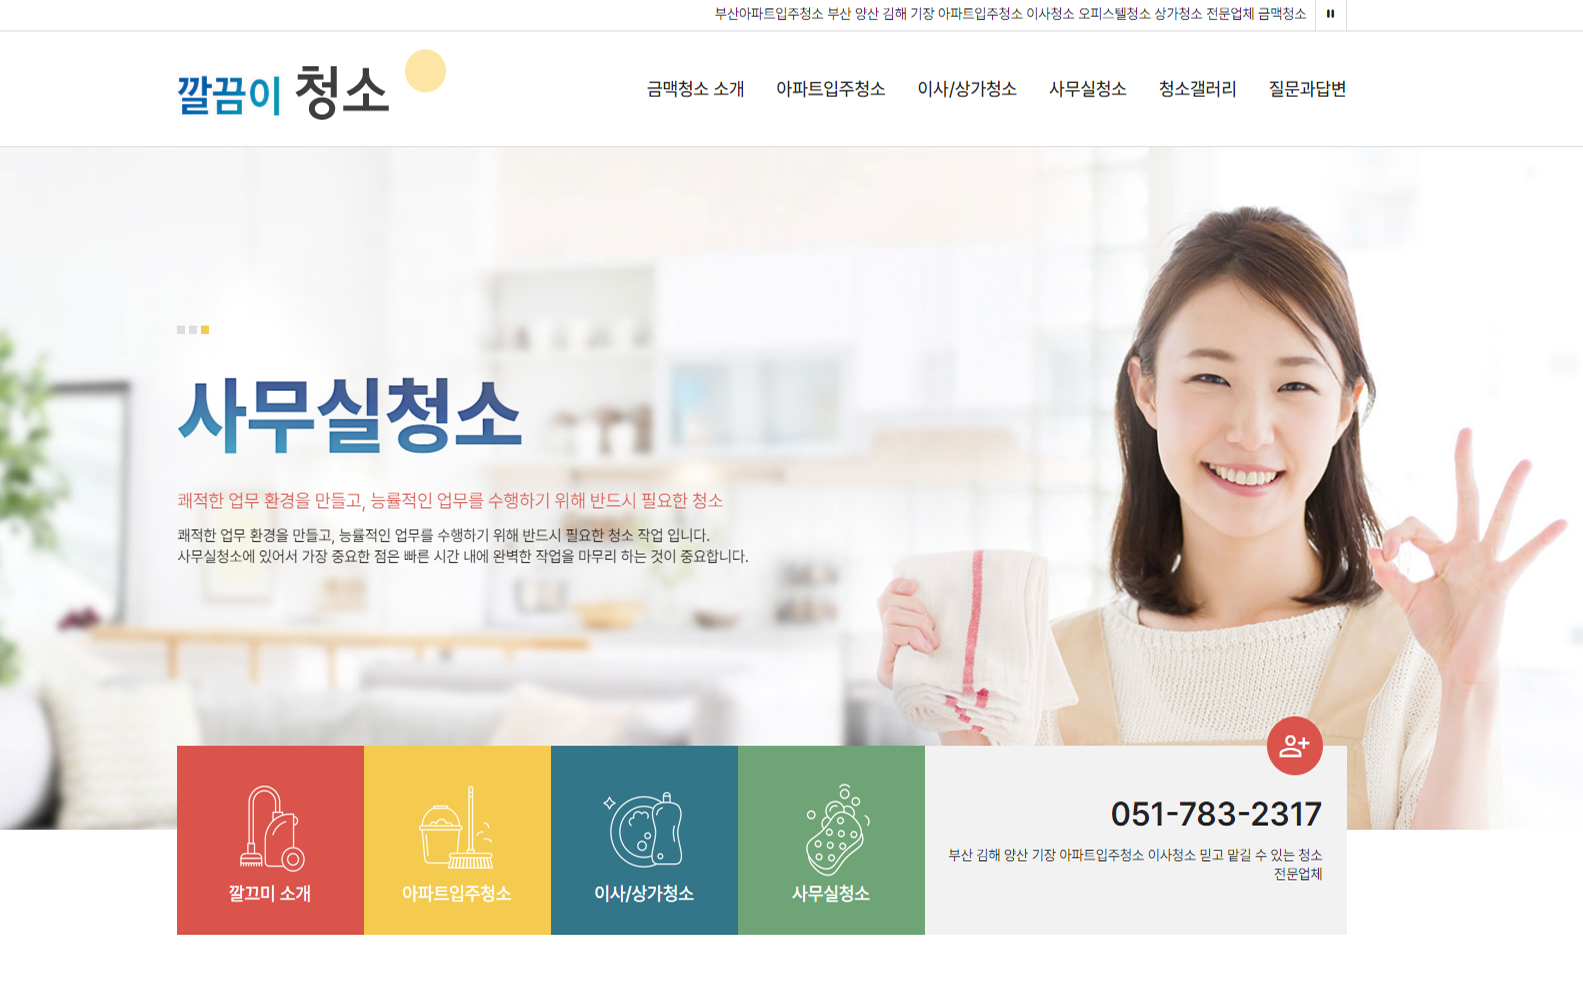 부산아파트입주청소 부산 양산 김해 기장 아파트입주청소 이사청소 오피스텔청소 상가청소 전문업체 금맥청소
깔끔이 청소
금맥청소 소개 아파트입주청소 이사/상가청소 사무실청소 청소갤러리 질문과답변
사무실청소
쾌적한 업무 환경을 만들고, 능률적인 업무를 수행하기 위해 반드시 필요한 청소
쾌적한 업무 환경을 만들고, 능률적인 업무를 수행하기 위해 반드시 필요한 청소 작업 입니다.
사무실청소에 있어서 가장 중요한 점은 빠른 시간 내에 완벽한 작업을 마무리 하는 것이 중요합니다.
깔끄미 소개 아파트입주청소 이사/상가청소 사무실청소
051-783-2317
부산 김해 양산 기장 아파트입주청소 이사청소 믿고 맡길 수 있는 청소
전문업체